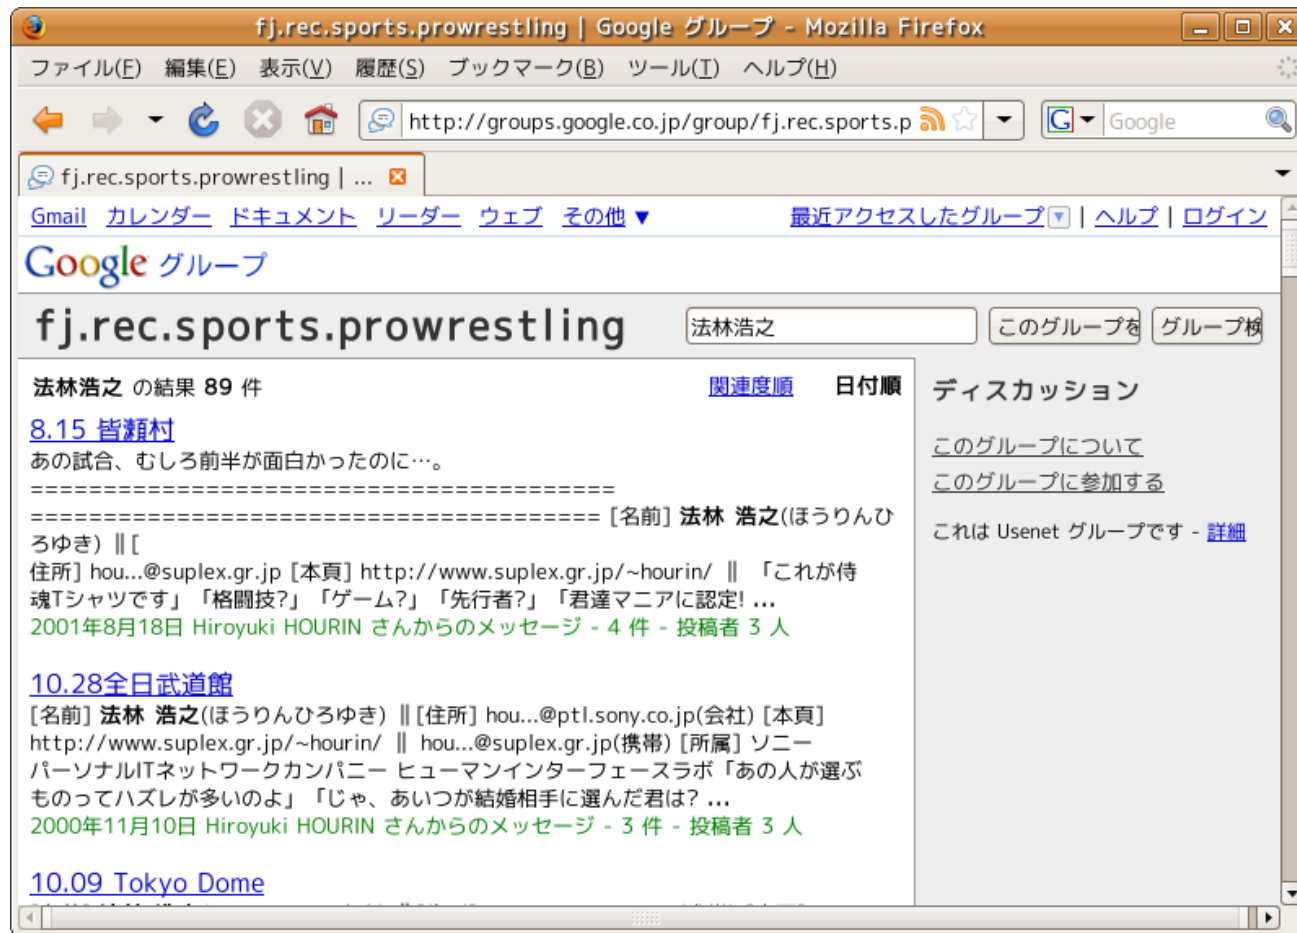 fj.rec.sports.prowrestling | Google グループ - Mozilla Firefox
ファイル(F) 編集(E) 表示(V) 履歴(S) ブックマーク(B) ツール(T) ヘルプ(H)
http://groups.google.co.jp/group/fj.rec.sports.p G Google
fj.rec.sports.prowrestling | ...
Gmail カレンダー ドキュメント リーダー ウェブ その他 ▼ 最近アクセスしたグループ | ヘルプ | ログイン
Google グループ
fj.rec.sports.prowrestling 法林浩之 このグループを グループ検
法林浩之 の結果 89 件 関連度順 日付順
8.15 皆瀬村
あの試合、むしろ前半が面白かったのに…。
========================================
======================================= [名前] 法林 浩之(ほうりんひ
ろゆき) ∥[
住所] hou...@suplex.gr.jp [本頁] http://www.suplex.gr.jp/~hourin/ ∥ 「これが侍
魂Tシャツです」「格闘技?」「ゲーム?」「先行者?」「君達マニアに認定! ...
2001年8月18日 Hiroyuki HOURIN さんからのメッセージ - 4 件 - 投稿者 3 人
10.28全日武道館
[名前] 法林 浩之(ほうりんひろゆき) ∥[住所] hou...@ptl.sony.co.jp(会社) [本頁]
http://www.suplex.gr.jp/~hourin/ ∥ hou...@suplex.gr.jp(携帯) [所属] ソニー
パーソナルITネットワークカンパニー ヒューマンインターフェースラボ「あの人が選ぶ
ものってハズレが多いのよ」「じゃ、あいつが結婚相手に選んだ君は? ...
2000年11月10日 Hiroyuki HOURIN さんからのメッセージ - 3 件 - 投稿者 3 人
10.09 Tokyo Dome
ディスカッション
このグループについて
このグループに参加する
これは Usenet グループです - 詳細